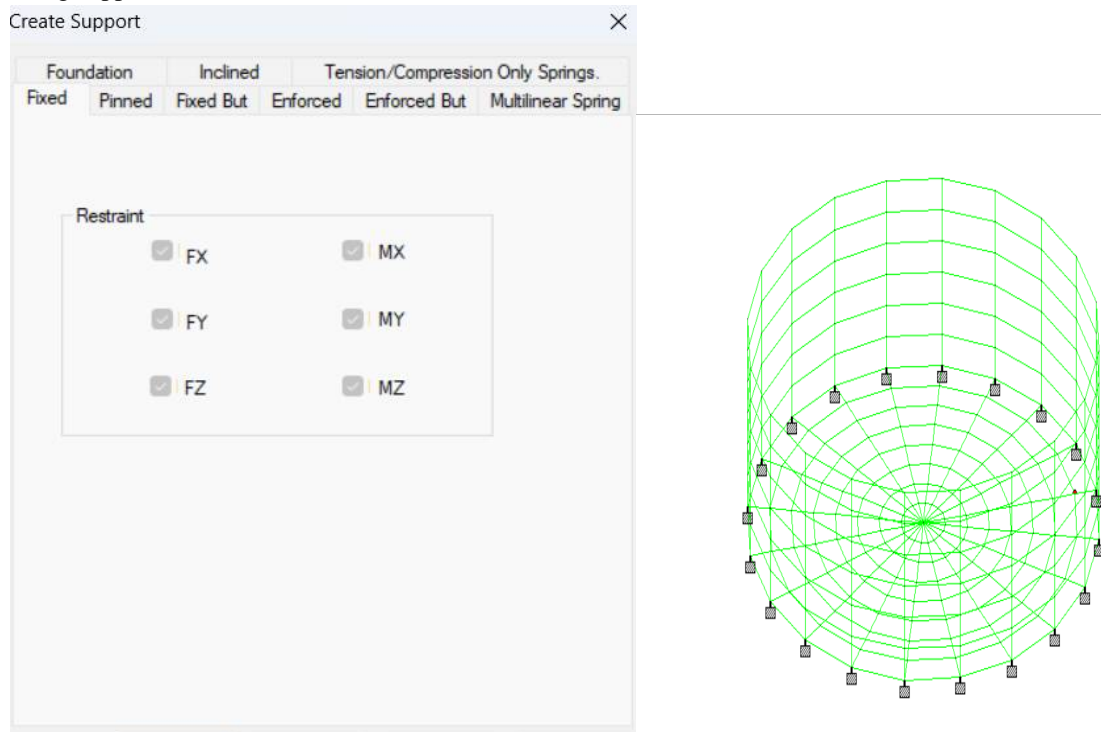 Create Support
Foundation Inclined Tension/Compression Only Springs.
Fixed Pinned Fixed But Enforced Enforced But Multilinear Spring
Restraint
FX MX
FY MY
FZ MZ